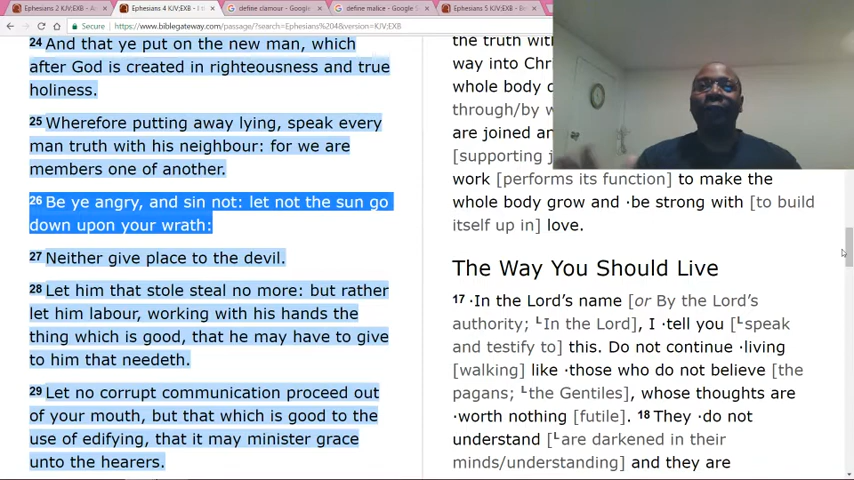 Ephesians 2 KJV;EXB - A
Ephesians 4 KJV;EXB - 
define clamour - Google
define malice - Google S
Ephesians 5 KJV;EXB -
Secure
https://www.biblegateway.com/passage/?search=Ephesians%204&version=KJV;EXB
24 And that ye put on the new man, which
after God is created in righteousness and true
holiness.
25 Wherefore putting away lying, speak every
man truth with his neighbour: for we are
members one of another.
26 Be ye angry, and sin not: let not the sun go
down upon your wrath:
27 Neither give place to the devil.
28 Let him that stole steal no more: but rather
let him labour, working with his hands the
thing which is good, that he may have to give
to him that needeth.
29 Let no corrupt communication proceed out
of your mouth, but that which is good to the
use of edifying, that it may minister grace
unto the hearers.
the truth with
way into Chr
whole body d
through/by w
are joined an
[supporting j
work [performs its function] to make the
whole body grow and ·be strong with [to build
itself up in] love.
The Way You Should Live
17 ·In the Lord's name [or By the Lord's
authority; ᴸIn the Lord], I ·tell you [ᴸspeak
and testify to] this. Do not continue ·living
[walking] like ·those who do not believe [the
pagans; ᴸthe Gentiles], whose thoughts are
·worth nothing [futile]. 18 They ·do not
understand [ᴸare darkened in their
minds/understanding] and they are